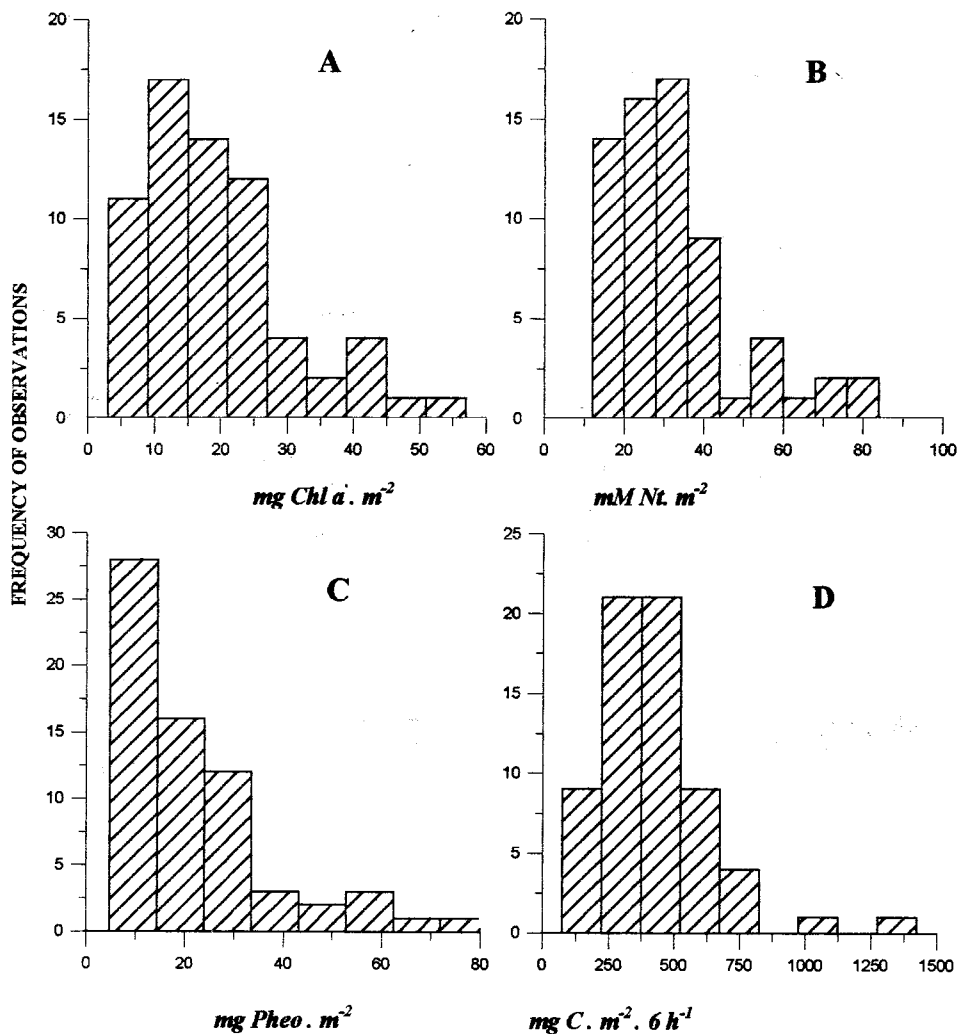 FREQUENCY OF OBSERVATIONS
20
15
10
5
0
A
0 10 20 30 40 50 60
mg Chl a . m-2
20
15
10
5
0
B
0 20 40 60 80 100
mM Nt. m-2
30
25
20
15
10
5
0
C
0 20 40 60 80
mg Pheo . m-2
25
20
15
10
5
0
D
0 250 500 750 1000 1250 1500
mg C . m-2 . 6 h-1